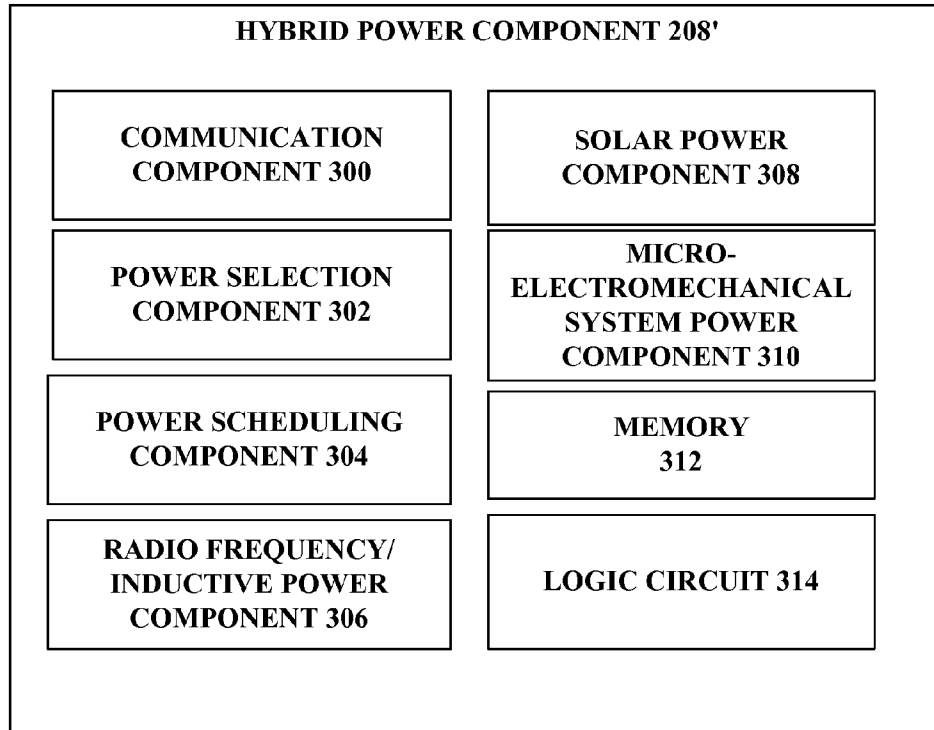 HYBRID POWER COMPONENT 208'
COMMUNICATION
COMPONENT 300
POWER SELECTION
COMPONENT 302
POWER SCHEDULING
COMPONENT 304
RADIO FREQUENCY/
INDUCTIVE POWER
COMPONENT 306
SOLAR POWER
COMPONENT 308
MICRO-
ELECTROMECHANICAL
SYSTEM POWER
COMPONENT 310
MEMORY
312
LOGIC CIRCUIT 314